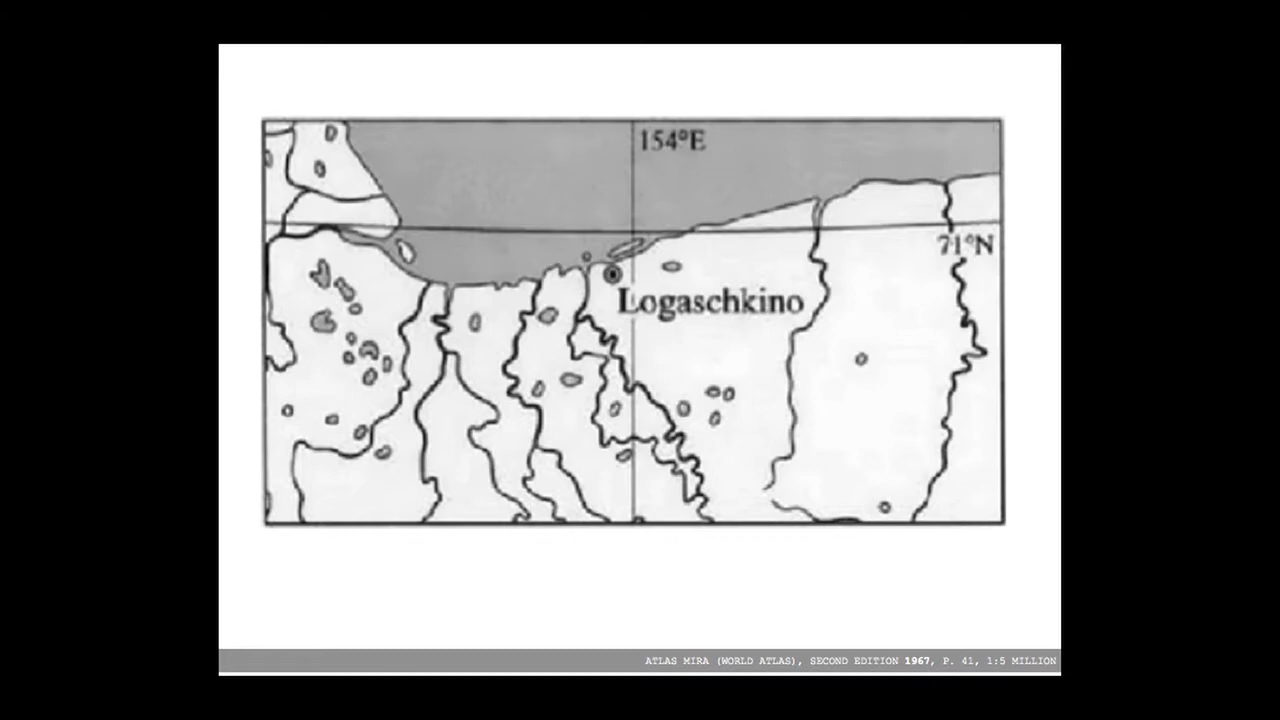 154°E
71°N
Logaschkino
ATLAS MIRA (WORLD ATLAS), SECOND EDITION 1967, P. 41, 1:5 MILLION